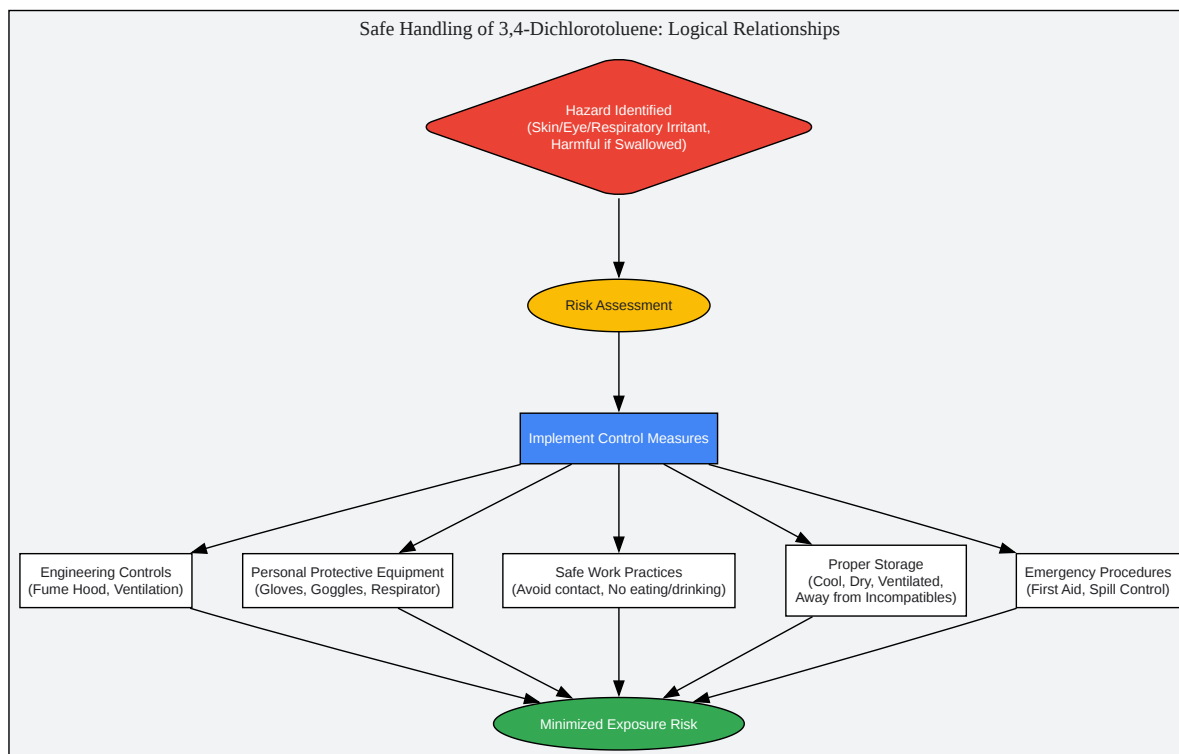 Safe Handling of 3,4-Dichlorotoluene: Logical Relationships
Hazard Identified
(Skin/Eye/Respiratory Irritant,
Harmful if Swallowed)
Risk Assessment
Implement Control Measures
Engineering Controls
(Fume Hood, Ventilation)
Personal Protective Equipment
(Gloves, Goggles, Respirator)
Safe Work Practices
(Avoid contact, No eating/drinking)
Proper Storage
(Cool, Dry, Ventilated,
Away from Incompatibles)
Emergency Procedures
(First Aid, Spill Control)
Minimized Exposure Risk